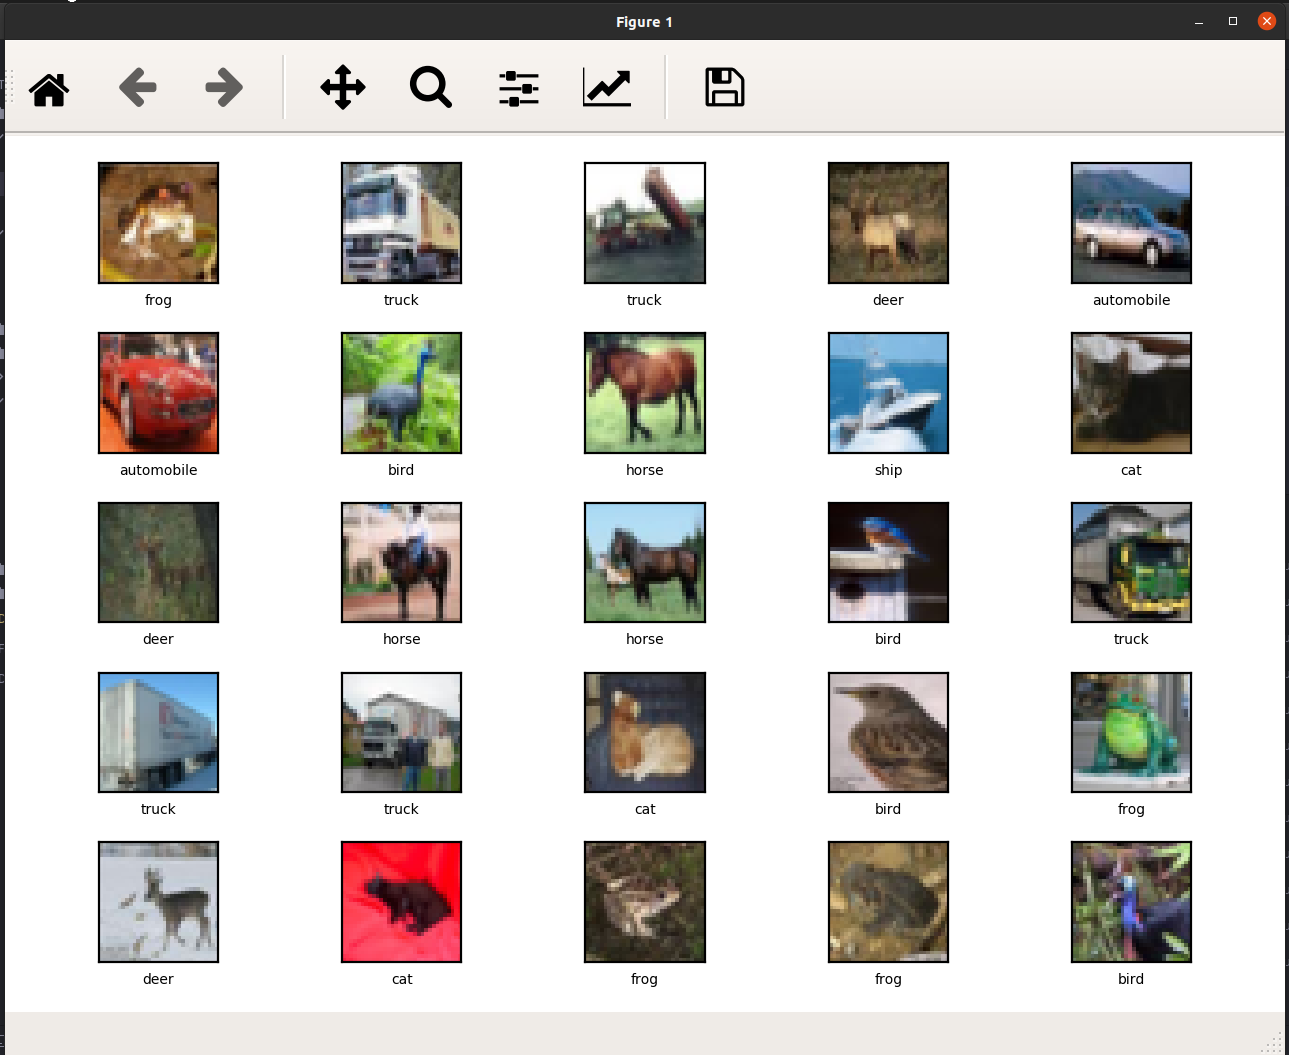 Figure 1
frog truck truck deer automobile
automobile bird horse ship cat
deer horse horse bird truck
truck truck cat bird frog
deer cat frog frog bird